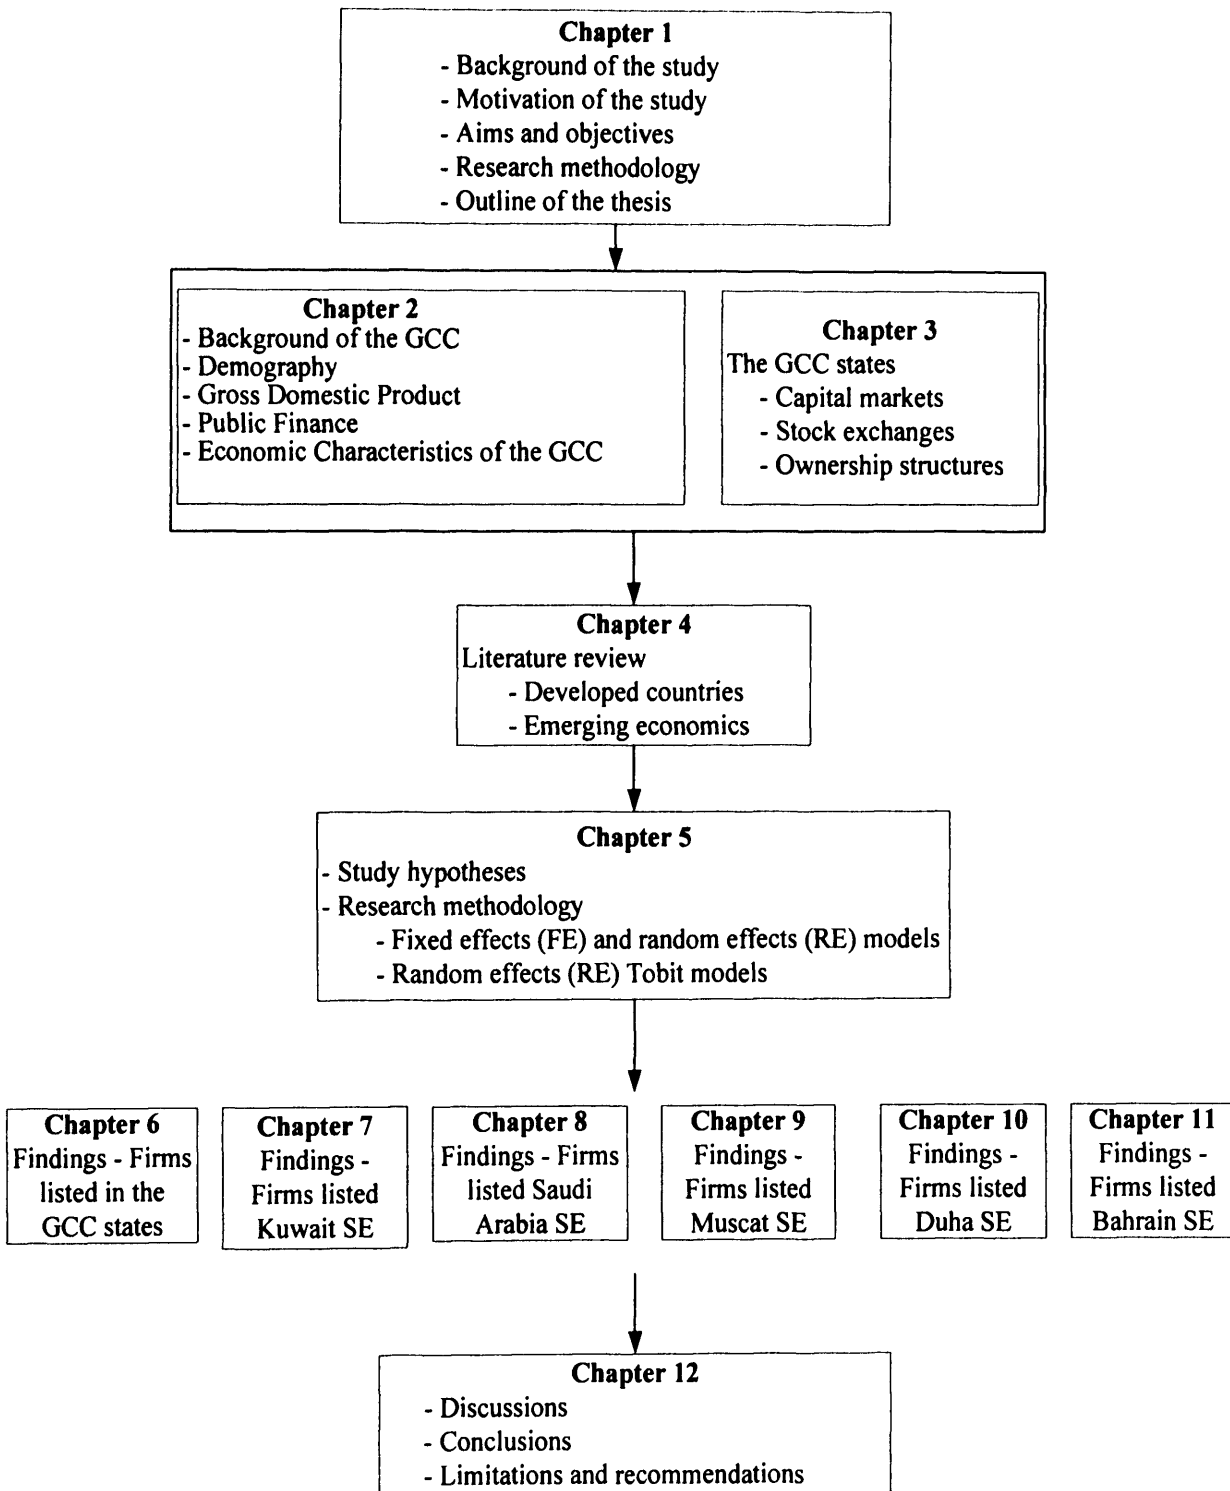 Chapter 1
- Background of the study
- Motivation of the study
- Aims and objectives
- Research methodology
- Outline of the thesis
Chapter 2
- Background of the GCC
- Demography
- Gross Domestic Product
- Public Finance
- Economic Characteristics of the GCC
Chapter 3
The GCC states
- Capital markets
- Stock exchanges
- Ownership structures
Chapter 4
Literature review
- Developed countries
- Emerging economics
Chapter 5
- Study hypotheses
- Research methodology
- Fixed effects (FE) and random effects (RE) models
- Random effects (RE) Tobit models
Chapter 6
Findings - Firms
listed in the
GCC states
Chapter 7
Findings -
Firms listed
Kuwait SE
Chapter 8
Findings - Firms
listed Saudi
Arabia SE
Chapter 9
Findings -
Firms listed
Muscat SE
Chapter 10
Findings -
Firms listed
Duha SE
Chapter 11
Findings -
Firms listed
Bahrain SE
Chapter 12
- Discussions
- Conclusions
- Limitations and recommendations